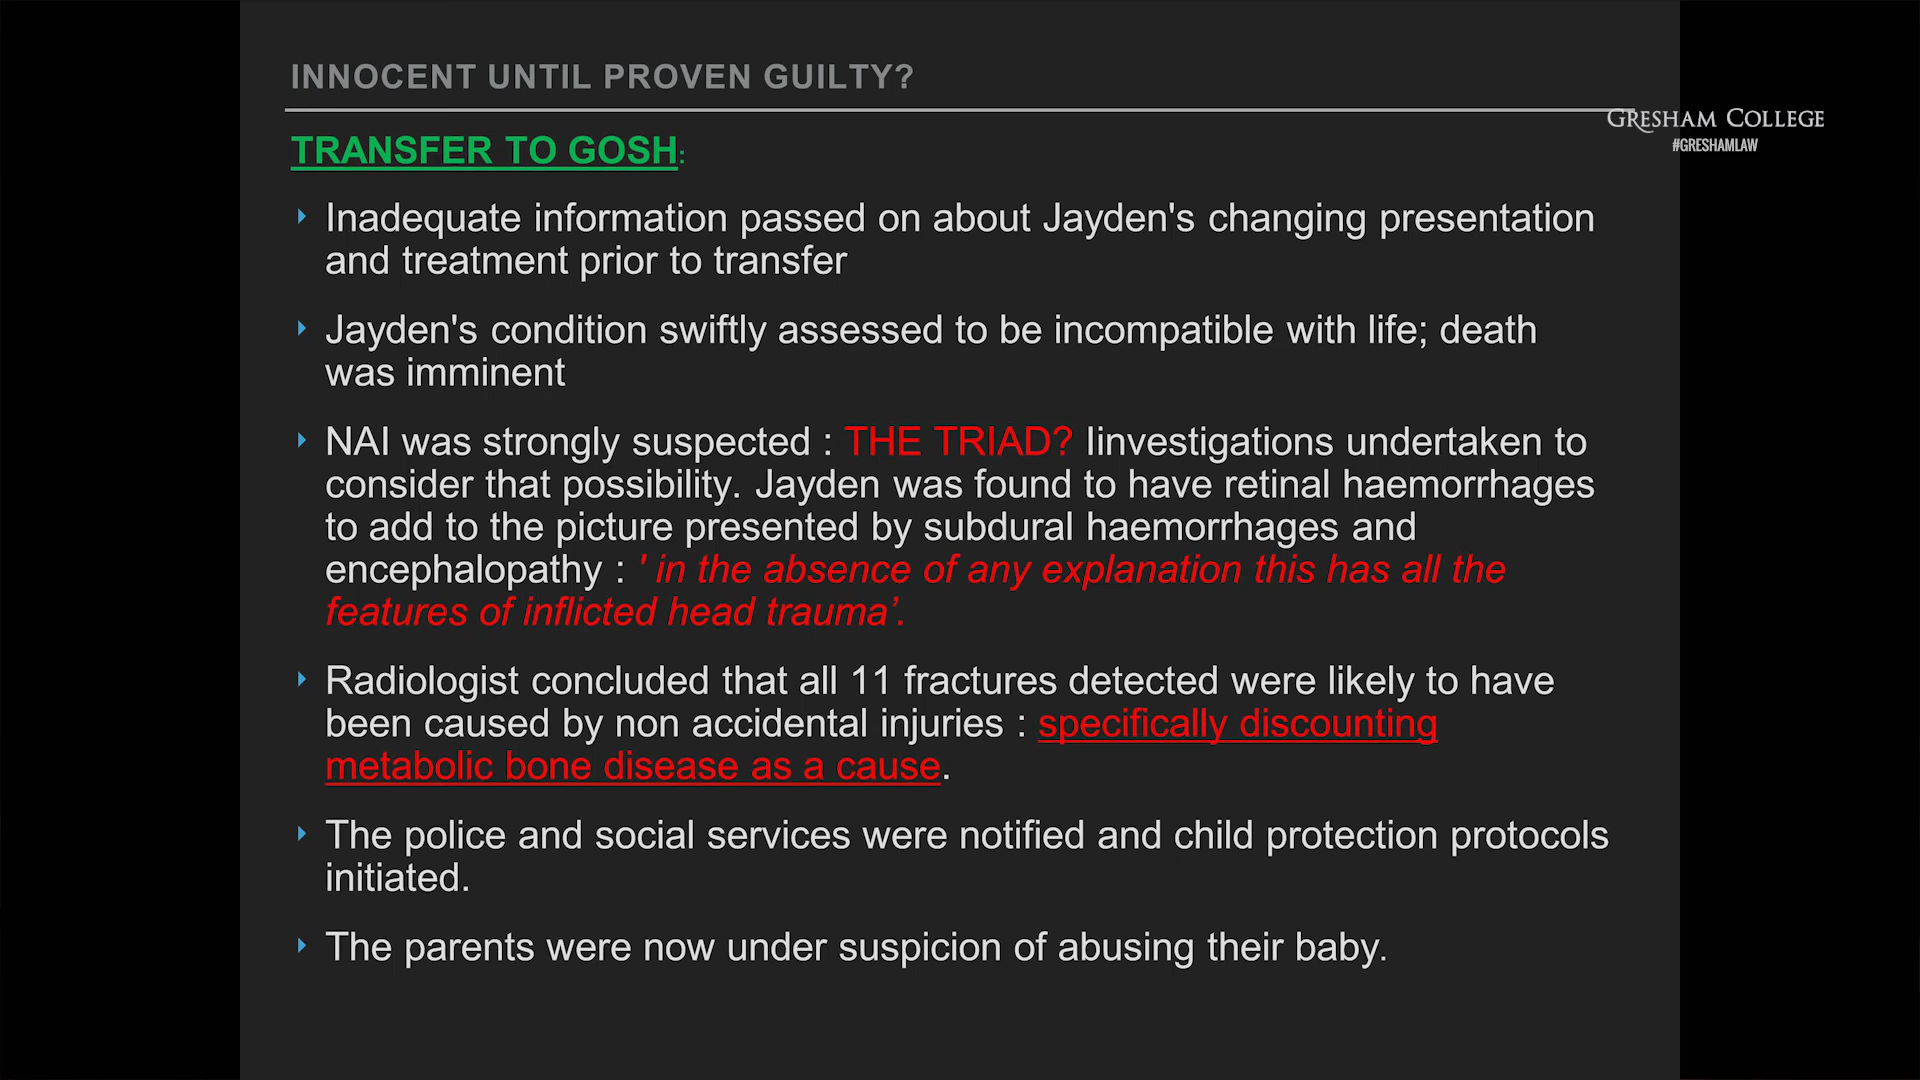 INNOCENT UNTIL PROVEN GUILTY?
GRESHAM COLLEGE
#GRESHAMLAW
TRANSFER TO GOSH:
Inadequate information passed on about Jayden's changing presentation
and treatment prior to transfer
Jayden's condition swiftly assessed to be incompatible with life; death
was imminent
NAI was strongly suspected : THE TRIAD? Iinvestigations undertaken to
consider that possibility. Jayden was found to have retinal haemorrhages
to add to the picture presented by subdural haemorrhages and
encephalopathy : ' in the absence of any explanation this has all the
features of inflicted head trauma’.
Radiologist concluded that all 11 fractures detected were likely to have
been caused by non accidental injuries : specifically discounting
metabolic bone disease as a cause.
The police and social services were notified and child protection protocols
initiated.
The parents were now under suspicion of abusing their baby.